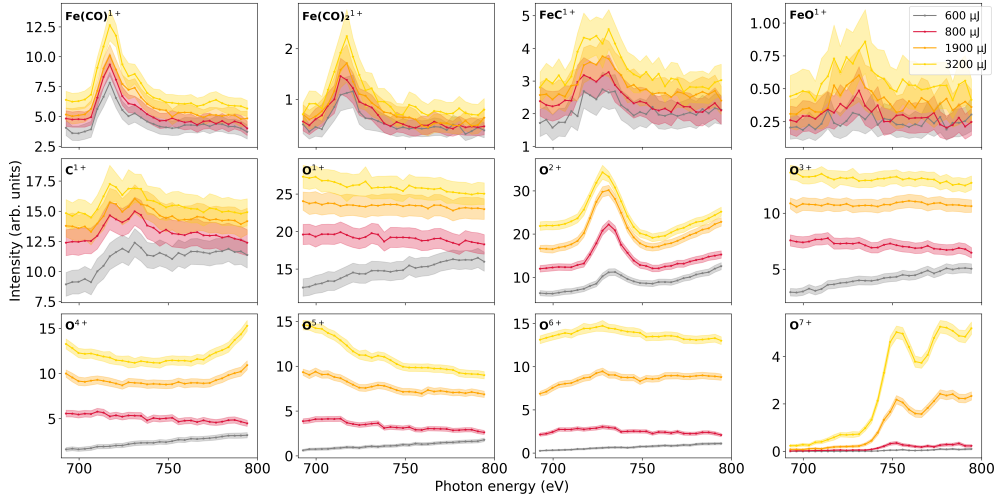 Fe(CO)¹⁺
Fe(CO)₂¹⁺
FeC¹⁺
FeO¹⁺
600 μJ
800 μJ
1900 μJ
3200 μJ
12.5
10.0
7.5
5.0
2.5
2
1
5
4
3
2
1
1.00
0.75
0.50
0.25
Intensity (arb. units)
C¹⁺
O¹⁺
O²⁺
O³⁺
17.5
15.0
12.5
10.0
7.5
25
20
15
30
20
10
10
5
O⁴⁺
O⁵⁺
O⁶⁺
O⁷⁺
15
10
5
15
10
5
0
15
10
5
0
4
2
0
700 750 800
700 750 800
700 750 800
700 750 800
Photon energy (eV)